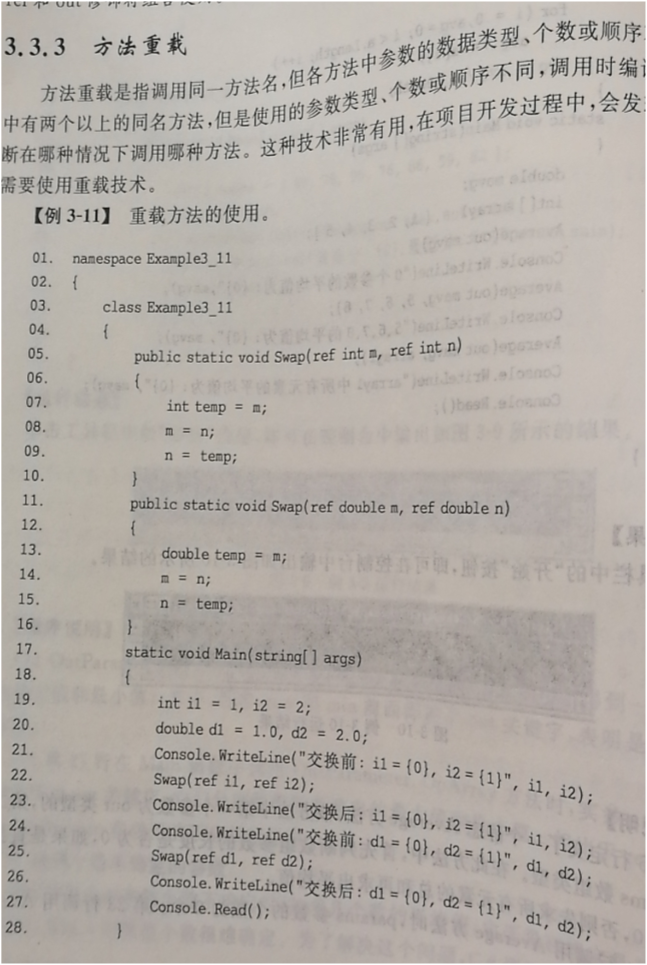 3.3.3 方法重载
方法重载是指调用同一方法名,但各方法中参数的数据类型、个数或顺序
中有两个以上的同名方法,但是使用的参数类型、个数或顺序不同,调用时编
断在哪种情况下调用哪种方法。这种技术非常有用,在项目开发过程中,会发
需要使用重载技术。
【例 3-11】 重载方法的使用。
01. namespace Example3_11
02. {
03. class Example3_11
04. {
05. public static void Swap(ref int m, ref int n)
06. {
07. int temp = m;
08. m = n;
09. n = temp;
10. }
11. public static void Swap(ref double m, ref double n)
12. {
13. double temp = m;
14. m = n;
15. n = temp;
16. }
17. static void Main(string[] args)
18. {
19. int i1 = 1, i2 = 2;
20. double d1 = 1.0, d2 = 2.0;
21. Console.WriteLine("交换前: i1={0}, i2={1}", i1, i2);
22. Swap(ref i1, ref i2);
23. Console.WriteLine("交换后: i1={0}, i2={1}", i1, i2);
24. Console.WriteLine("交换前: d1={0}, d2={1}", d1, d2);
25. Swap(ref d1, ref d2);
26. Console.WriteLine("交换后: d1={0}, d2={1}", d1, d2);
27. Console.Read();
28. }